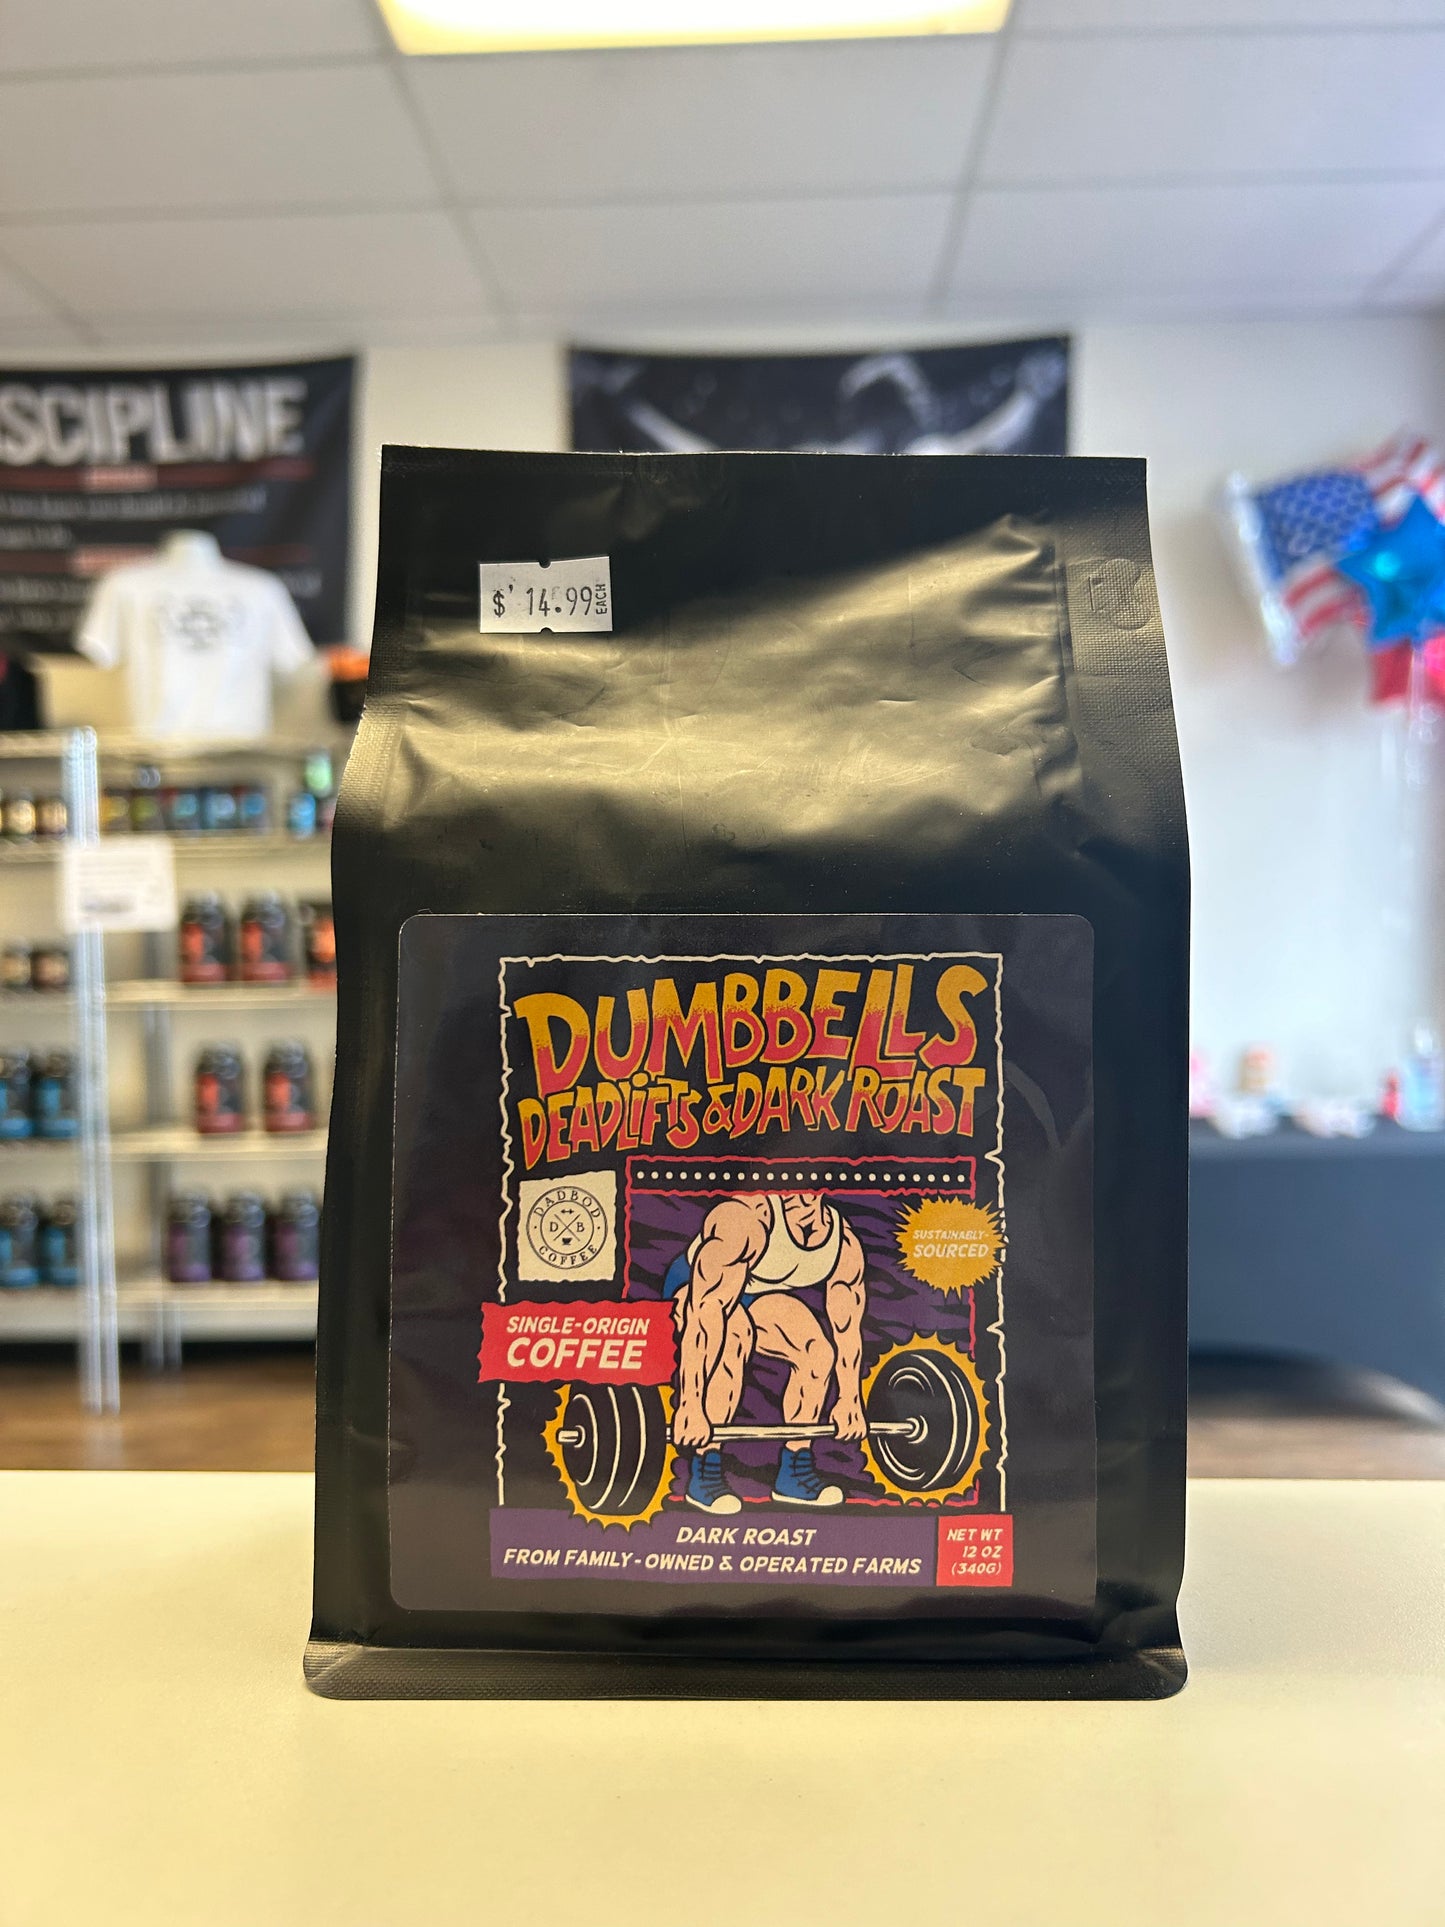 SCIPLINE
$ 14.99 EACH
DUMBBELLS
DEADLIFTS & DARK ROAST
DADBOD
D B
COFFEE
SUSTAINABLY-
SOURCED
SINGLE-ORIGIN
COFFEE
DARK ROAST
FROM FAMILY-OWNED & OPERATED FARMS
NET WT
12 OZ
(340G)